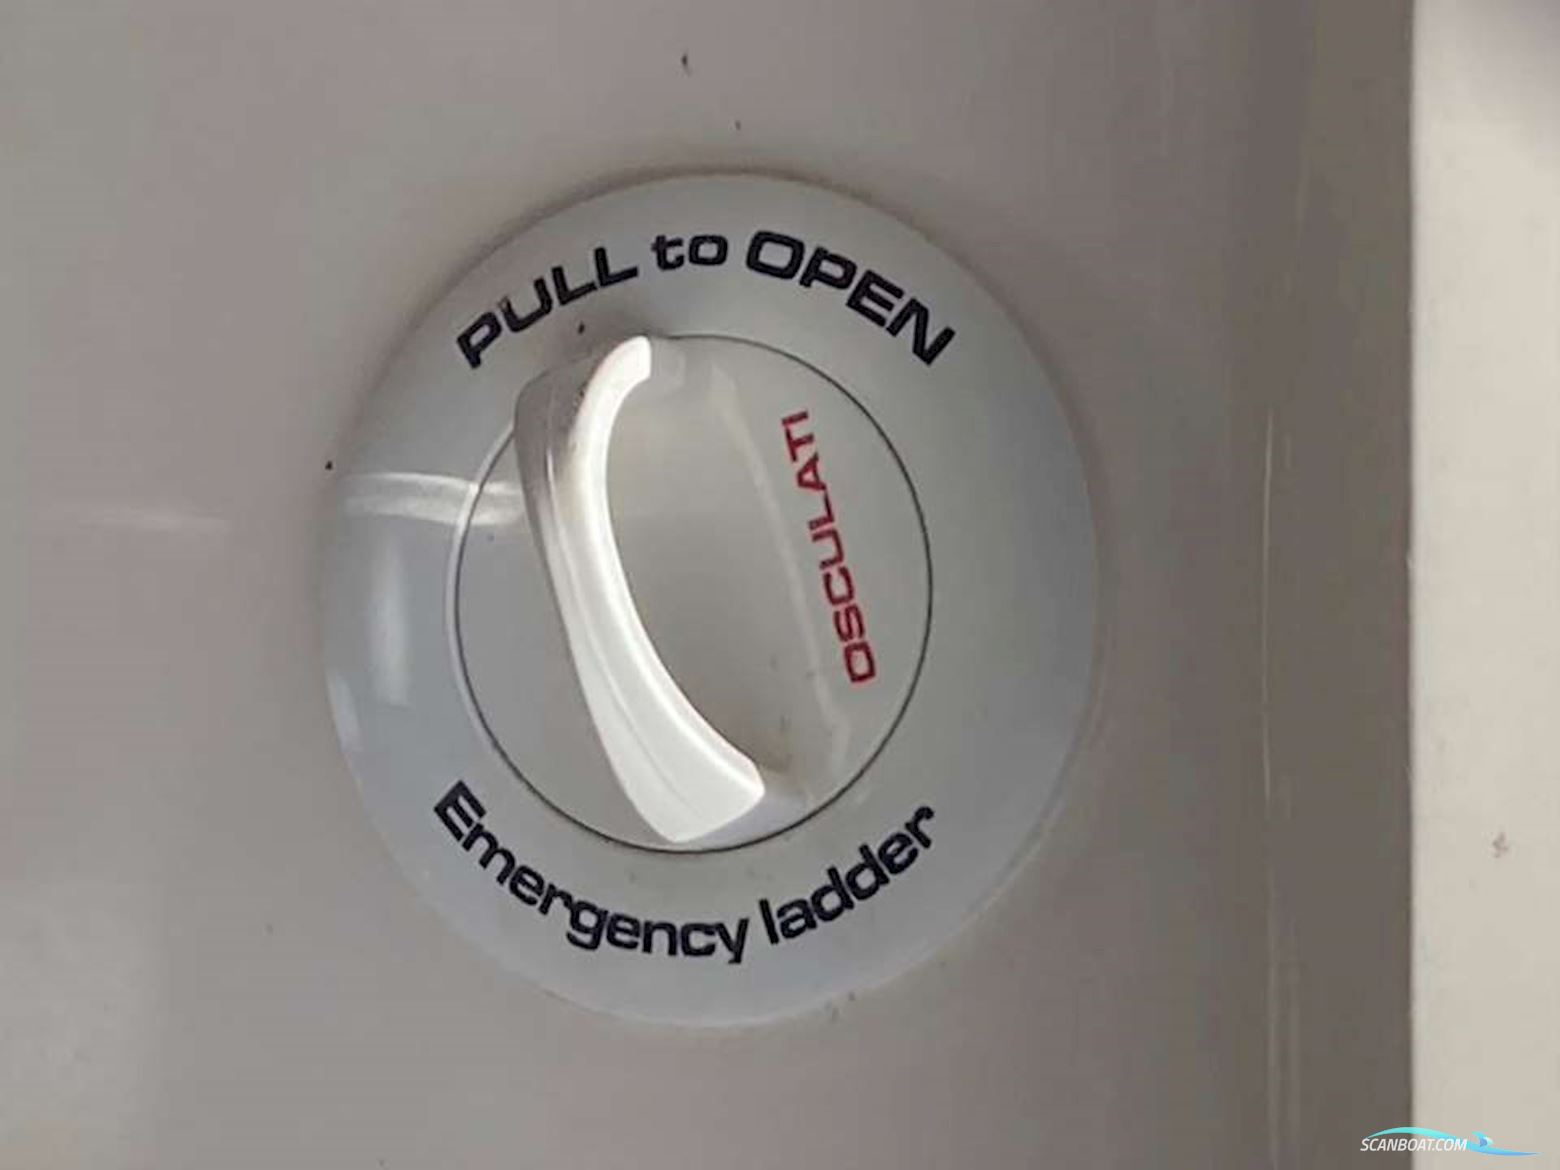 PULL to OPEN
OSCULATI
Emergency ladder
SCANBOAT.COM